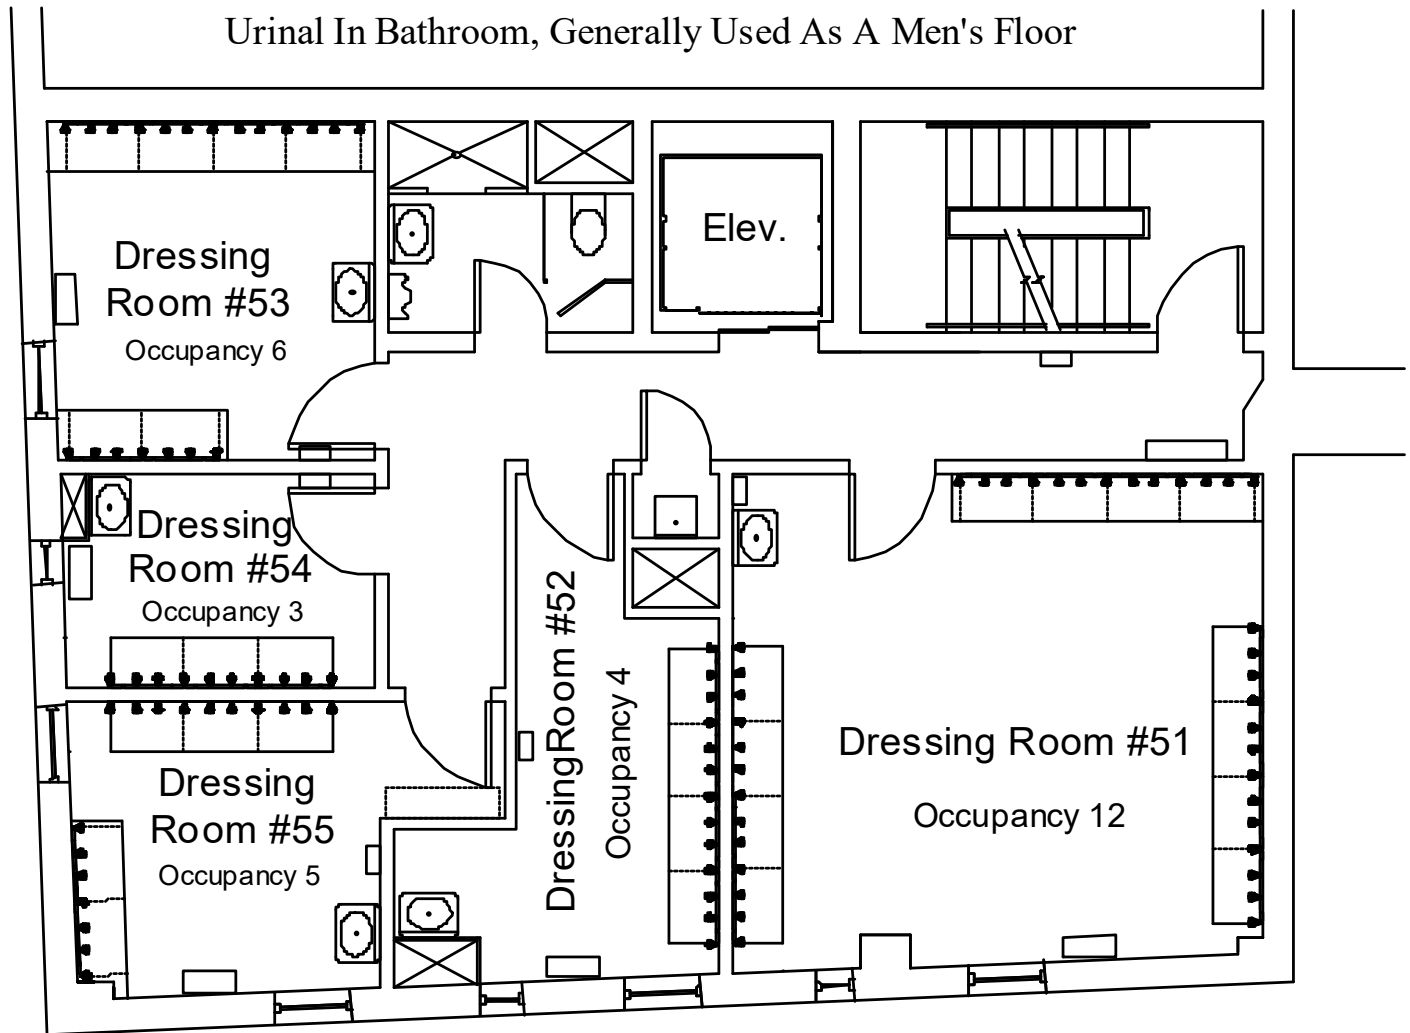 Urinal In Bathroom, Generally Used As A Men's Floor
Elev.
Dressing
Room #53
Occupancy 6
Dressing
Room #54
Occupancy 3
DressingRoom #52
Occupancy 4
Dressing Room #51
Occupancy 12
Dressing
Room #55
Occupancy 5